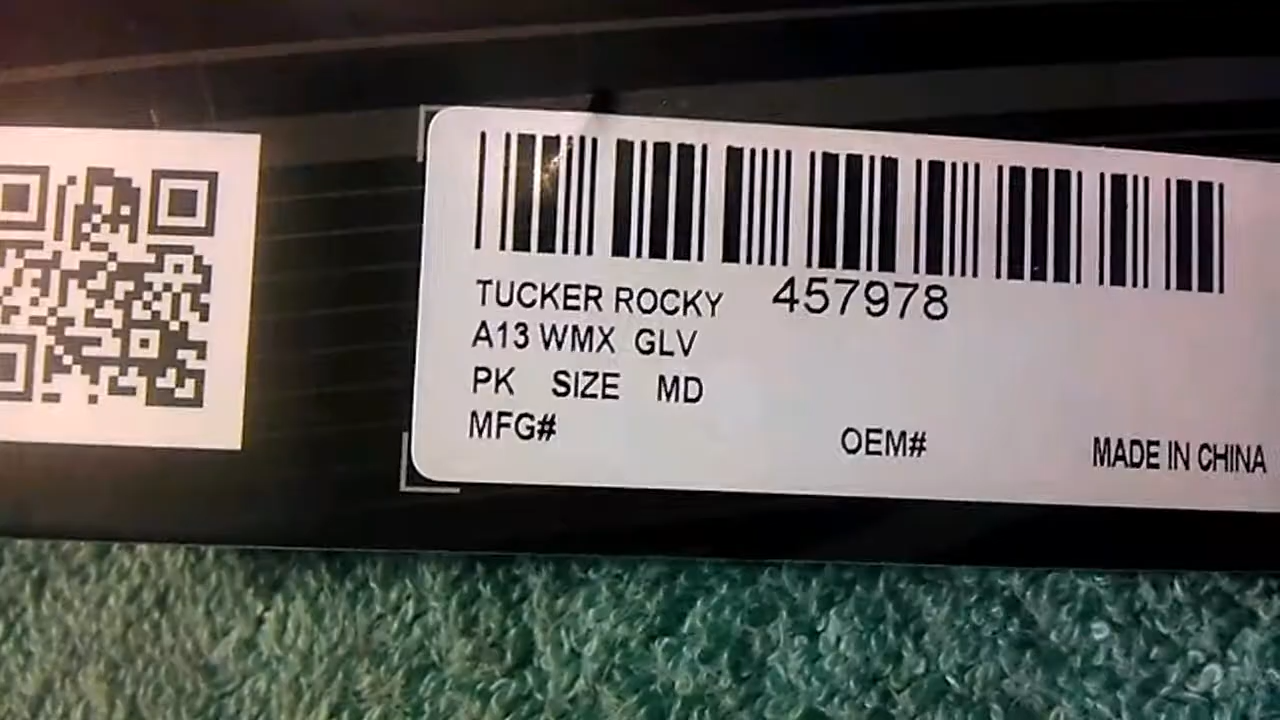 TUCKER ROCKY 457978
A13 WMX GLV
PK SIZE MD
MFG# OEM# MADE IN CHINA